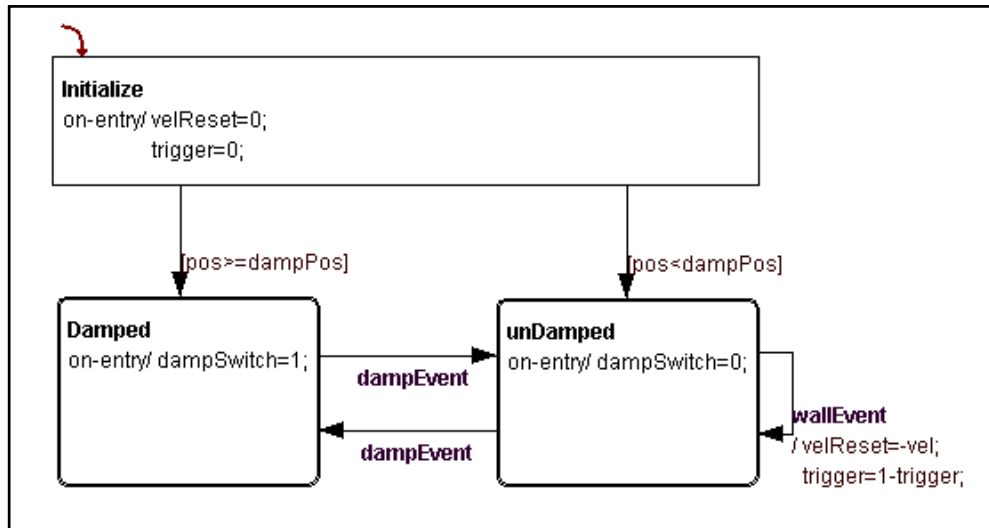 Initialize
on-entry/ velReset=0;
trigger=0;
[pos>=dampPos]
[pos<dampPos]
Damped
on-entry/ dampSwitch=1;
dampEvent
dampEvent
unDamped
on-entry/ dampSwitch=0;
wallEvent
/ velReset=-vel;
trigger=1-trigger;